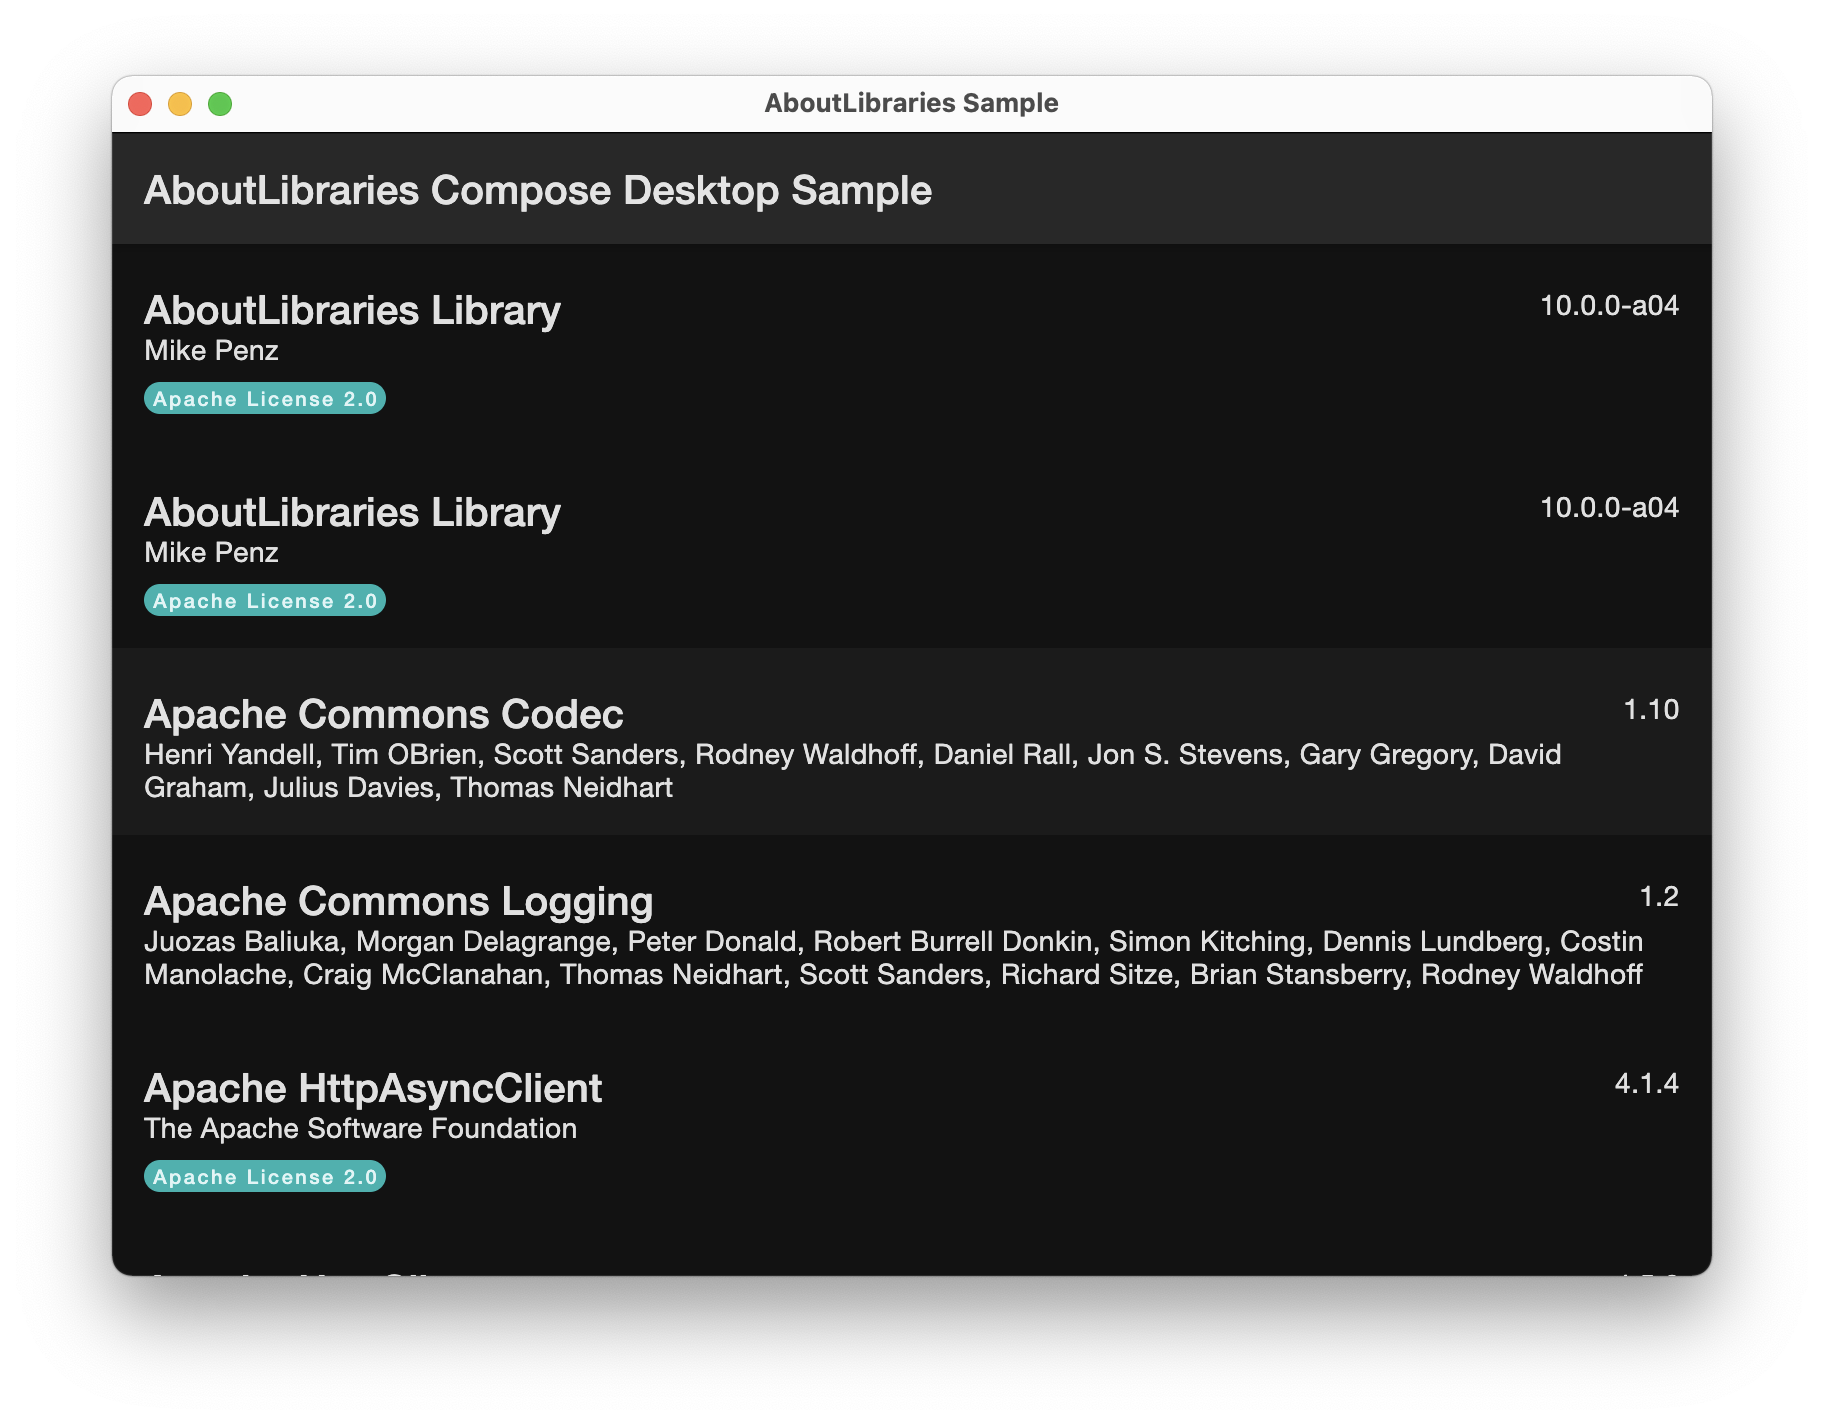 AboutLibraries Sample
AboutLibraries Compose Desktop Sample
AboutLibraries Library
10.0.0-a04
Mike Penz
Apache License 2.0
AboutLibraries Library
10.0.0-a04
Mike Penz
Apache License 2.0
Apache Commons Codec
1.10
Henri Yandell, Tim OBrien, Scott Sanders, Rodney Waldhoff, Daniel Rall, Jon S. Stevens, Gary Gregory, David
Graham, Julius Davies, Thomas Neidhart
Apache Commons Logging
1.2
Juozas Baliuka, Morgan Delagrange, Peter Donald, Robert Burrell Donkin, Simon Kitching, Dennis Lundberg, Costin
Manolache, Craig McClanahan, Thomas Neidhart, Scott Sanders, Richard Sitze, Brian Stansberry, Rodney Waldhoff
Apache HttpAsyncClient
4.1.4
The Apache Software Foundation
Apache License 2.0